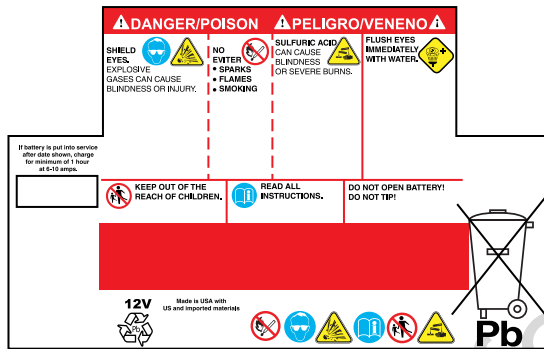 DANGER/POISON PELIGRO/VENENO
SHIELD
EYES.
EXPLOSIVE
GASES CAN CAUSE
BLINDNESS OR INJURY.
NO
EVITER
• SPARKS
• FLAMES
• SMOKING
SULFURIC ACID
CAN CAUSE
BLINDNESS
OR SEVERE BURNS.
FLUSH EYES
IMMEDIATELY
WITH WATER.
If battery is put into service
after date shown, charge
for minimum of 1 hour
at 6-10 amps.
KEEP OUT OF THE
REACH OF CHILDREN.
READ ALL
INSTRUCTIONS.
DO NOT OPEN BATTERY!
DO NOT TIP!
12V
Pb
Made is USA with
US and imported materials
Pb